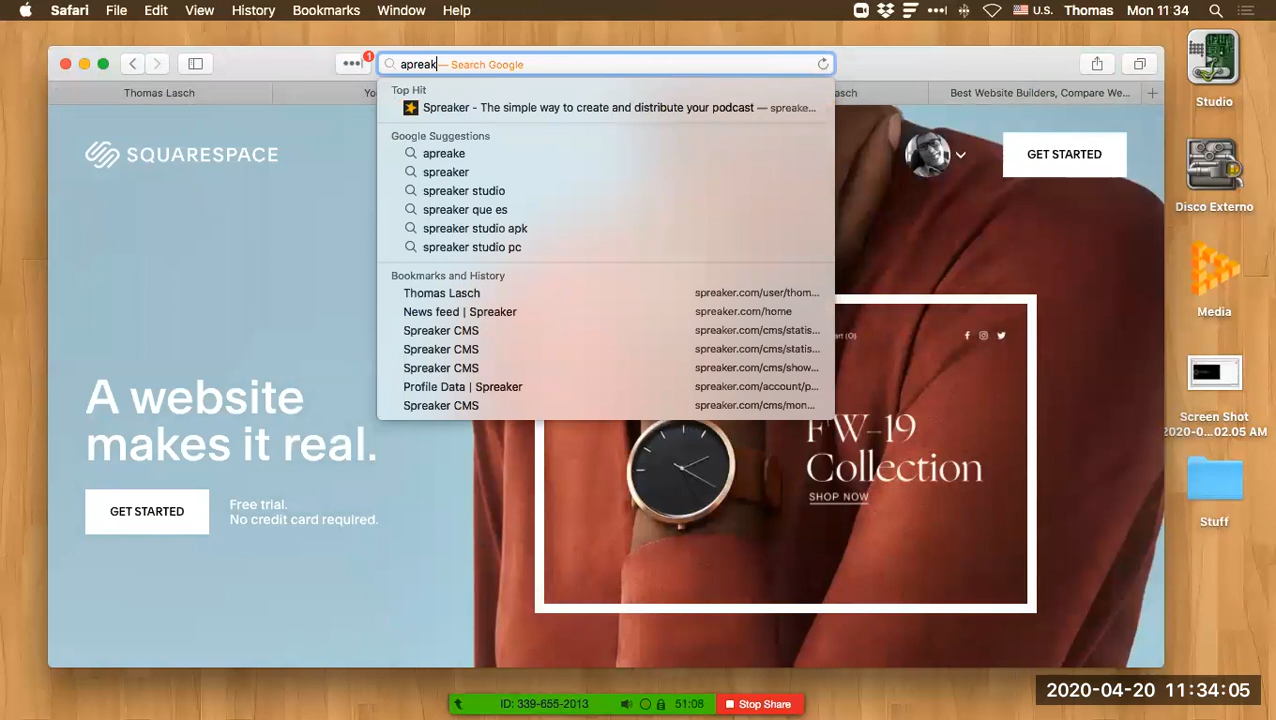 Safari File Edit View History Bookmarks Window Help
U.S. Thomas Mon 11:34
1
apreak — Search Google
Thomas Lasch
Best Website Builders, Compare We...
Top Hit
Spreaker - The simple way to create and distribute your podcast — spreake...
Google Suggestions
apreake
spreaker
spreaker studio
spreaker que es
spreaker studio apk
spreaker studio pc
Bookmarks and History
Thomas Lasch spreaker.com/user/thom...
News feed | Spreaker spreaker.com/home
Spreaker CMS spreaker.com/cms/statis...
Spreaker CMS spreaker.com/cms/statis...
Spreaker CMS spreaker.com/cms/show...
Profile Data | Spreaker spreaker.com/account/p...
Spreaker CMS spreaker.com/cms/mon...
SQUARESPACE
GET STARTED
A website
makes it real.
GET STARTED
Free trial.
No credit card required.
FW–19
Collection
SHOP NOW
Studio
Disco Externo
Media
Screen Shot
2020-0...02.05 AM
Stuff
2020-04-20 11:34:05
ID: 339-655-2013 51:08 Stop Share